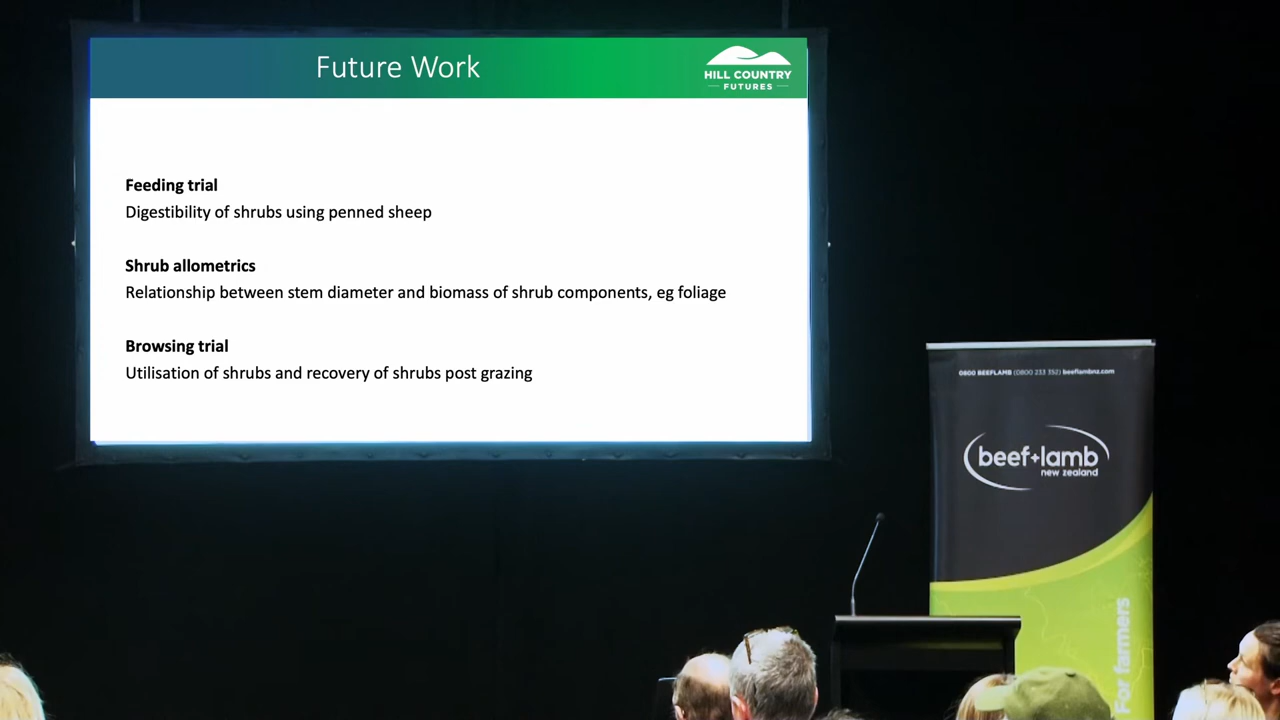 Future Work
HILL COUNTRY
FUTURES
Feeding trial
Digestibility of shrubs using penned sheep
Shrub allometrics
Relationship between stem diameter and biomass of shrub components, eg foliage
Browsing trial
Utilisation of shrubs and recovery of shrubs post grazing
0800 BEEFLAMB (0800 233 352) beeflambnz.com
beef+lamb
new zealand
For farmers